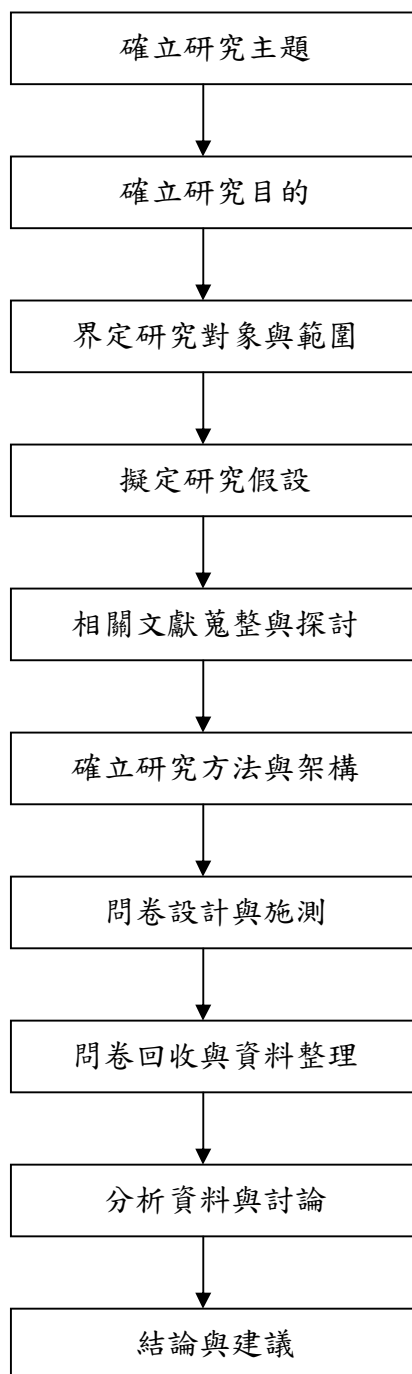 確立研究主題
確立研究目的
界定研究對象與範圍
擬定研究假設
相關文獻蒐整與探討
確立研究方法與架構
問卷設計與施測
問卷回收與資料整理
分析資料與討論
結論與建議